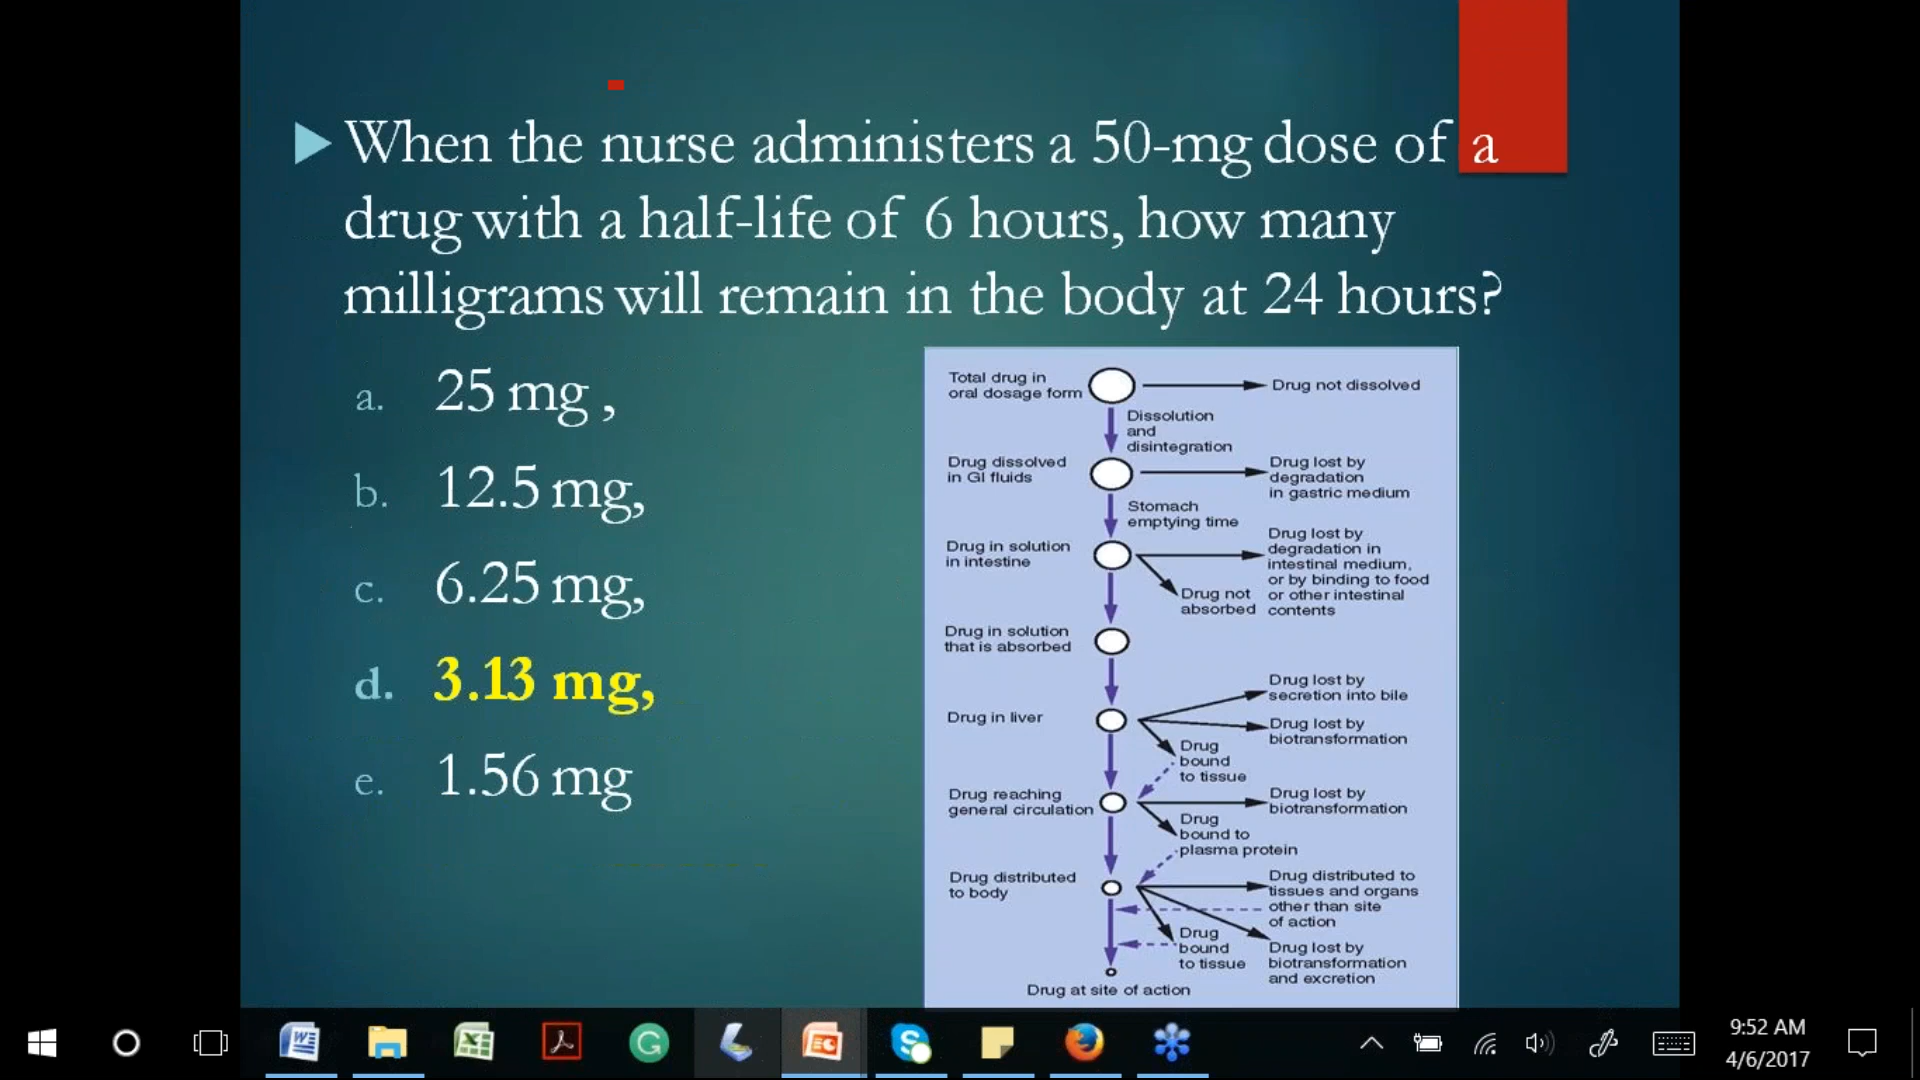 When the nurse administers a 50-mg dose of a
drug with a half-life of 6 hours, how many
milligrams will remain in the body at 24 hours?
a. 25 mg ,
b. 12.5 mg,
c. 6.25 mg,
d. 3.13 mg,
e. 1.56 mg
Total drug in
oral dosage form
Drug not dissolved
Dissolution
and
disintegration
Drug dissolved
in GI fluids
Drug lost by
degradation
in gastric medium
Stomach
emptying time
Drug in solution
in intestine
Drug lost by
degradation in
intestinal medium,
or by binding to food
or other intestinal
contents
Drug not
absorbed
Drug in solution
that is absorbed
Drug in liver
Drug lost by
secretion into bile
Drug lost by
biotransformation
Drug
bound
to tissue
Drug reaching
general circulation
Drug lost by
biotransformation
Drug
bound to
plasma protein
Drug distributed
to body
Drug distributed to
tissues and organs
other than site
of action
Drug
bound
to tissue
Drug lost by
biotransformation
and excretion
Drug at site of action
9:52 AM
4/6/2017